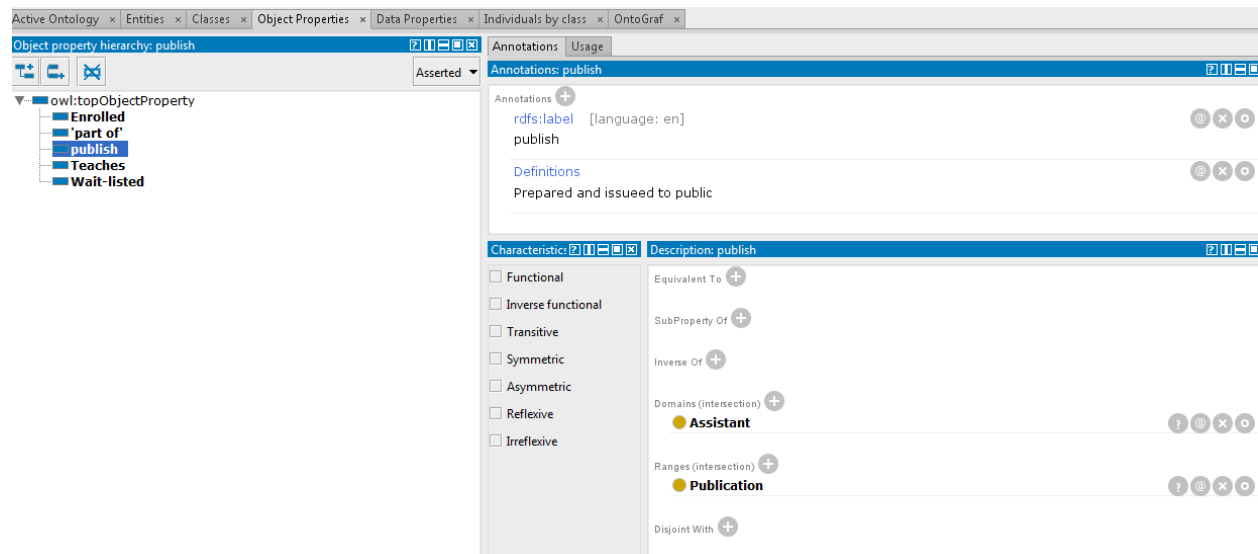 Active Ontology × Entities × Classes × Object Properties × Data Properties × Individuals by class × OntoGraf ×
Object property hierarchy: publish
Asserted
owl:topObjectProperty
Enrolled
'part of'
publish
Teaches
Wait-listed
Annotations Usage
Annotations: publish
Annotations
rdfs:label [language: en]
publish
Definitions
Prepared and issueed to public
Characteristics
Functional
Inverse functional
Transitive
Symmetric
Asymmetric
Reflexive
Irreflexive
Description: publish
Equivalent To
SubProperty Of
Inverse Of
Domains (intersection)
Assistant
Ranges (intersection)
Publication
Disjoint With